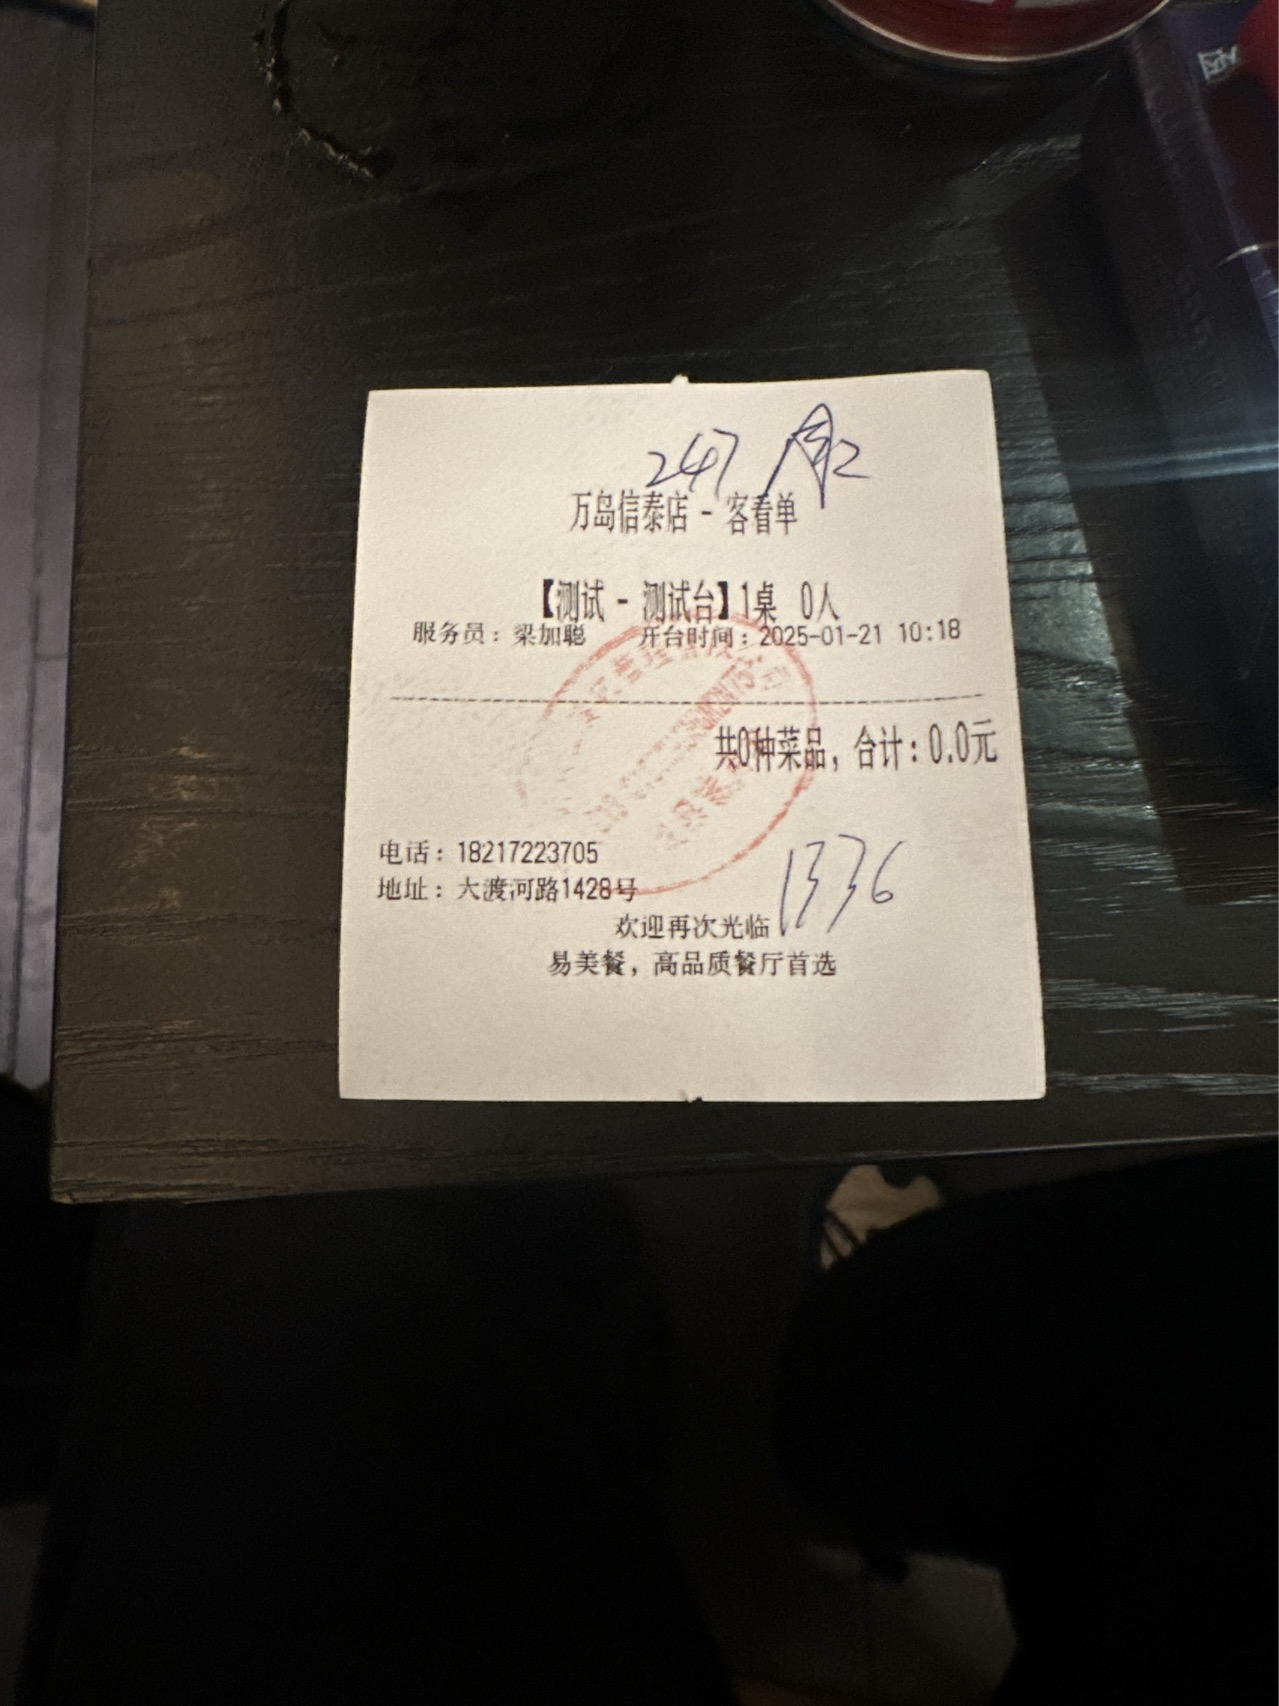 247
万岛信泰店 - 客看单
【测试 - 测试台】1桌 0人
服务员：梁加聪 开台时间：2025-01-21 10:18
共0种菜品，合计：0.0元
电话：18217223705
地址：大渡河路1428号
1336
欢迎再次光临
易美餐，高品质餐厅首选